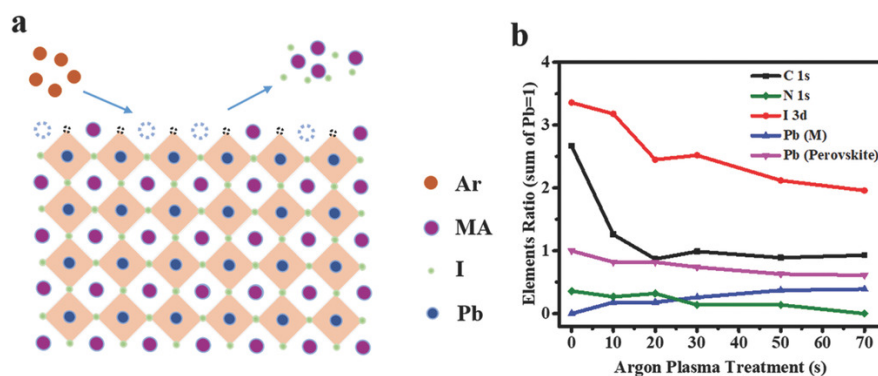 a
Ar
MA
I
Pb
b
4
3
2
1
0
Elements Ratio (sum of Pb=1)
C 1s
N 1s
I 3d
Pb (M)
Pb (Perovskite)
0 10 20 30 40 50 60 70
Argon Plasma Treatment (s)